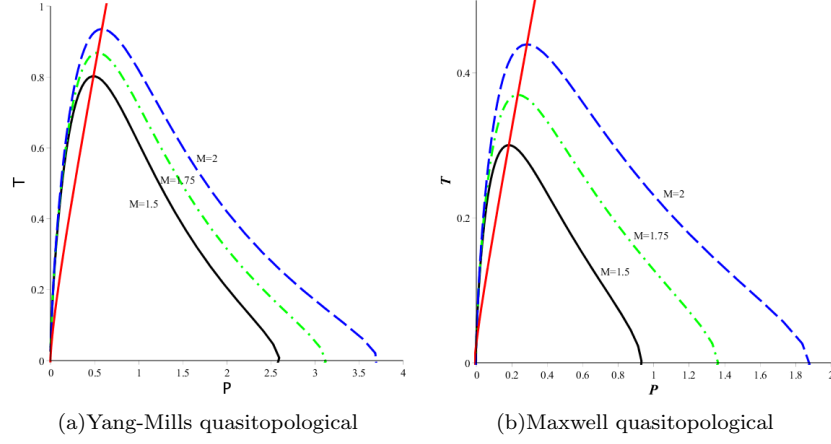 1
0.8
0.6
0.4
0.2
0
T
0
0.5
1
1.5
2
2.5
3
3.5
4
P
M=2
M=1.75
M=1.5
(a)Yang-Mills quasitopological
0.4
0.2
0
T
0
0.2
0.4
0.6
0.8
1
1.2
1.4
1.6
1.8
2
P
M=2
M=1.75
M=1.5
(b)Maxwell quasitopological